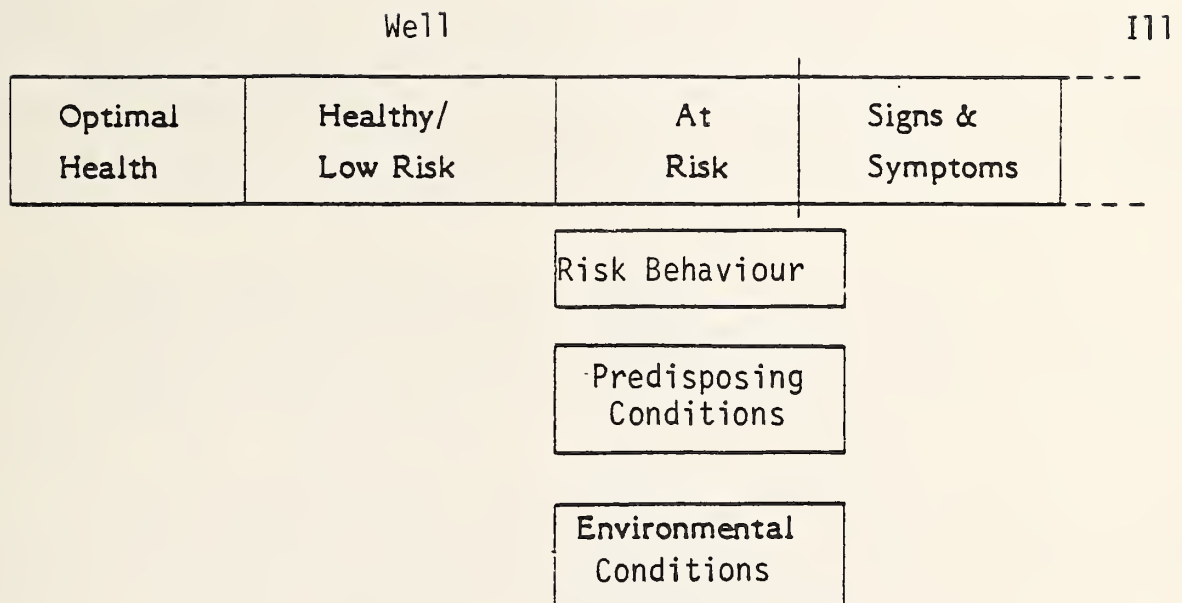 Well Ill
Optimal Healthy/ At Signs &
Health Low Risk Risk Symptoms
Risk Behaviour
Predisposing
Conditions
Environmental
Conditions